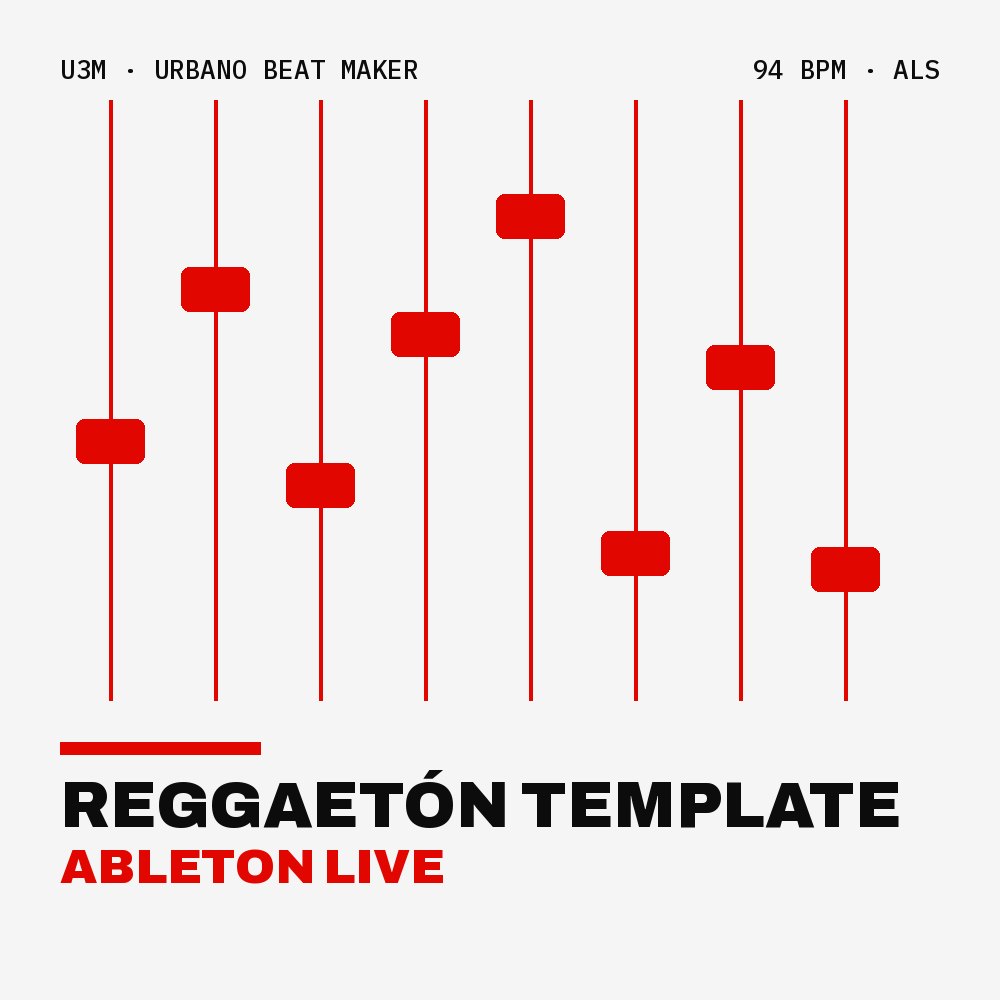 U3M · URBANO BEAT MAKER
94 BPM · ALS
REGGAETÓN TEMPLATE
ABLETON LIVE